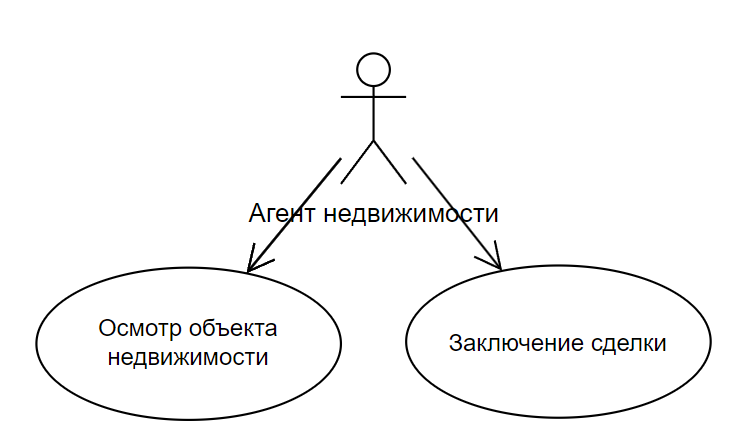 Агент недвижимости
Осмотр объекта
недвижимости
Заключение сделки